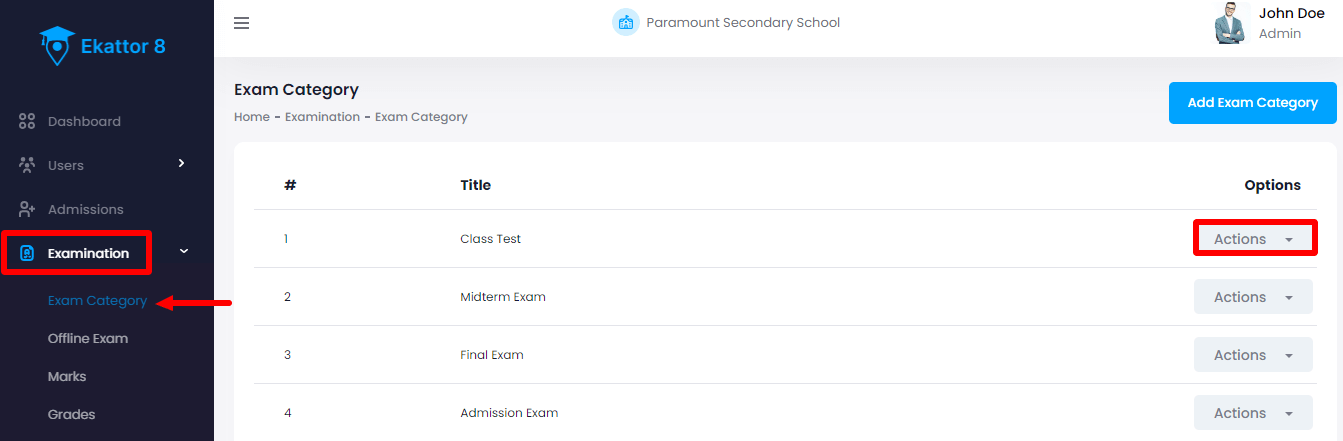 Ekattor 8
Paramount Secondary School
John Doe
Admin
Dashboard
Users
Admissions
Examination
Exam Category
Offline Exam
Marks
Grades
Exam Category
Home - Examination - Exam Category
Add Exam Category
# Title Options
1 Class Test Actions
2 Midterm Exam Actions
3 Final Exam Actions
4 Admission Exam Actions